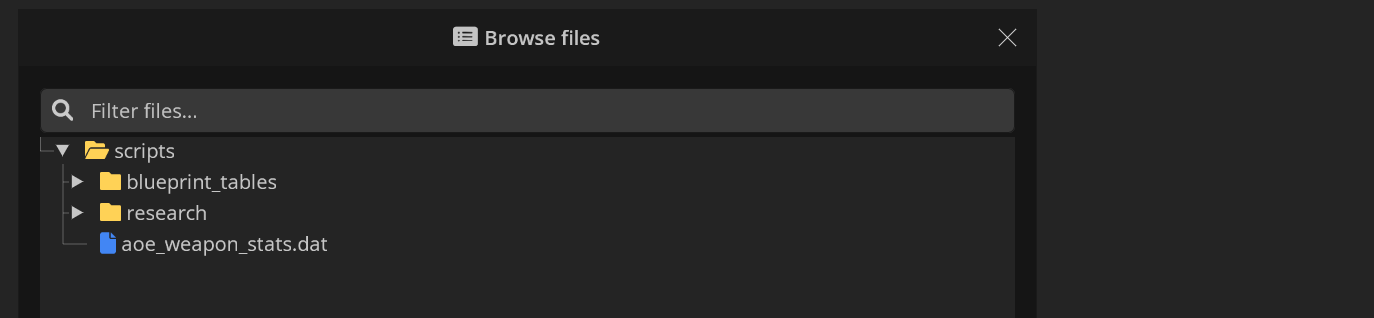 Browse files
Filter files...
scripts
blueprint_tables
research
aoe_weapon_stats.dat